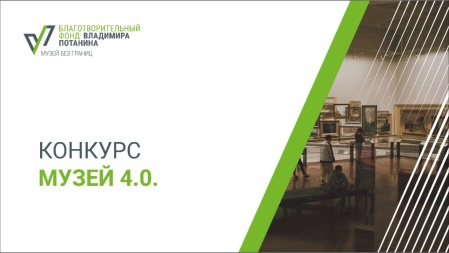 БЛАГОТВОРИТЕЛЬНЫЙ
ФОНД ВЛАДИМИРА
ПОТАНИНА
МУЗЕЙ БЕЗ ГРАНИЦ
КОНКУРС
МУЗЕЙ 4.0.